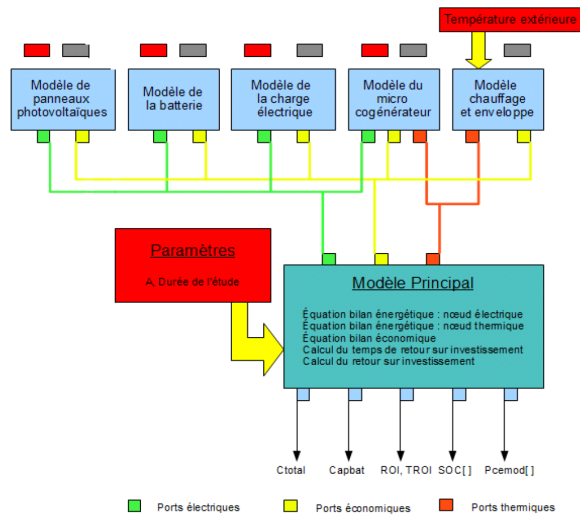 Température extérieure
Modèle de
panneaux
photovoltaïques
Modèle de
la batterie
Modèle de
la charge
électrique
Modèle du
micro
cogénérateur
Modèle
chauffage
et enveloppe
Paramètres
A, Durée de l'étude
Modèle Principal
Équation bilan énergétique : nœud électrique
Équation bilan énergétique : nœud thermique
Équation bilan économique
Calcul du temps de retour sur investissement
Calcul du retour sur investissement
Ctotal
Capbat
ROI, TROI
SOC[ ]
Pcemod[ ]
Ports électriques
Ports économiques
Ports thermiques